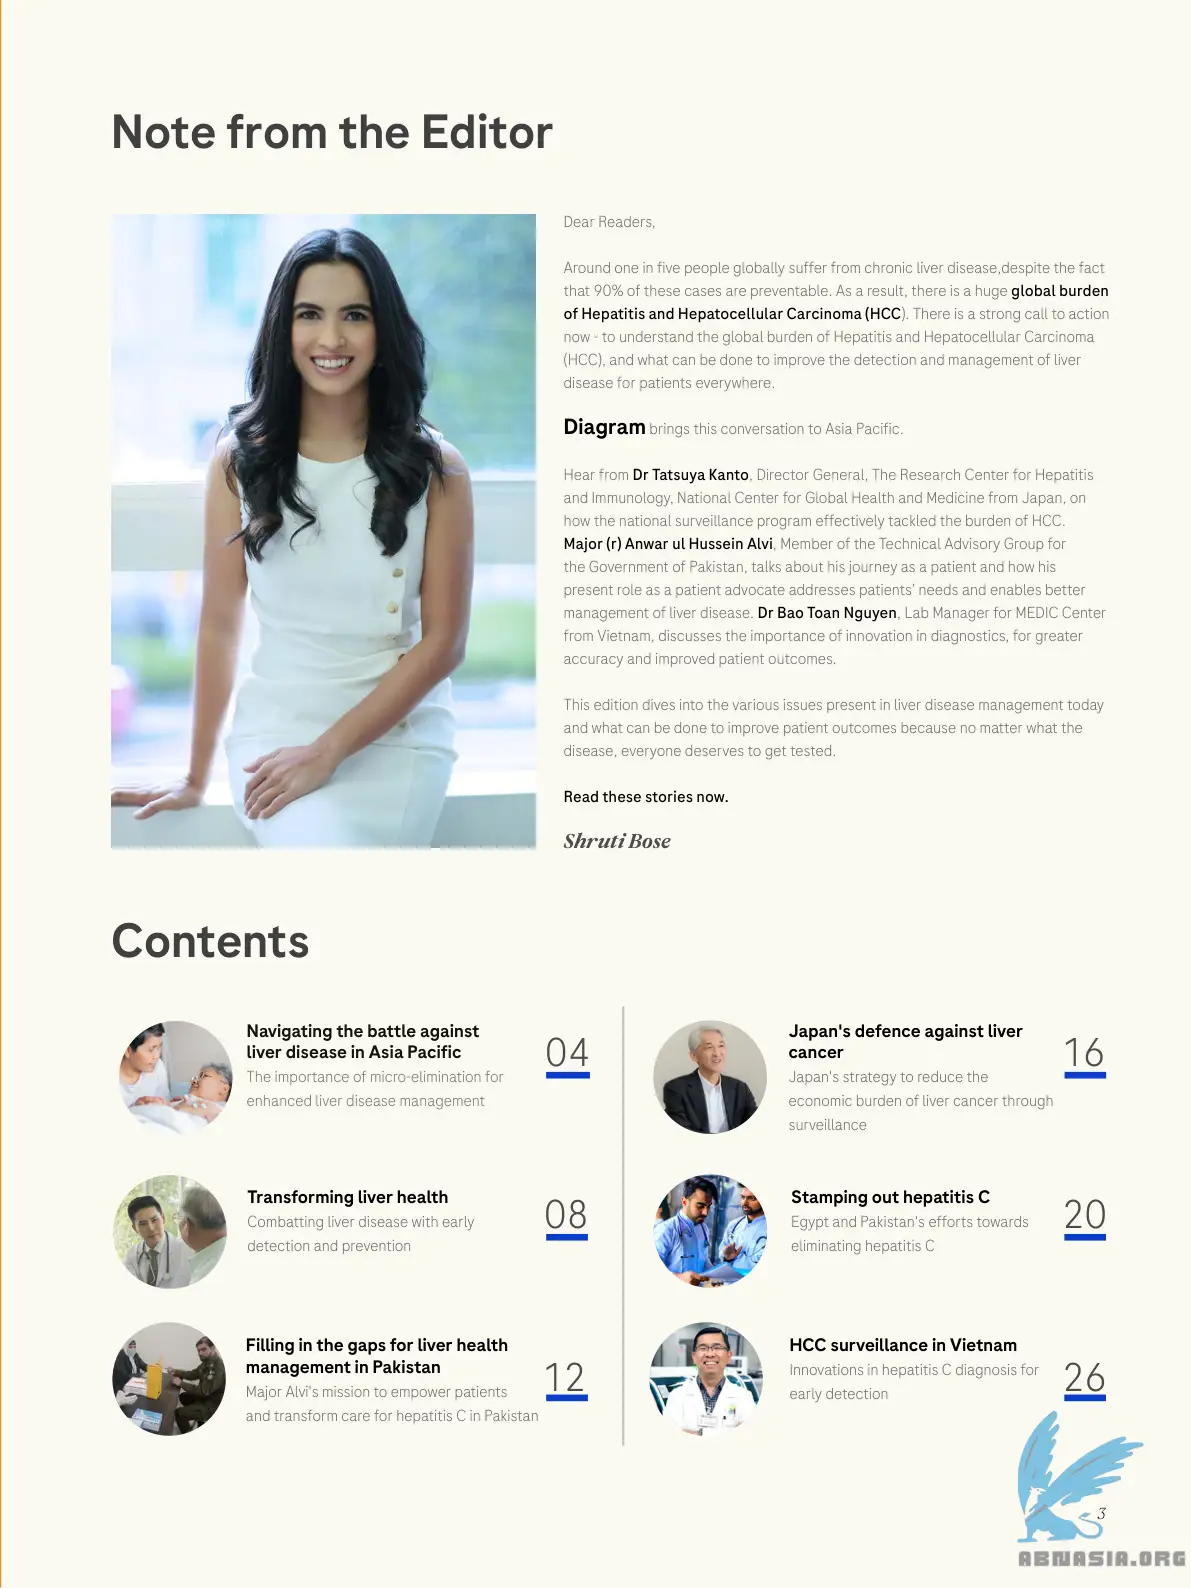 Note from the Editor
Dear Readers,
Around one in five people globally suffer from chronic liver disease,despite the fact
that 90% of these cases are preventable. As a result, there is a huge global burden
of Hepatitis and Hepatocellular Carcinoma (HCC). There is a strong call to action
now - to understand the global burden of Hepatitis and Hepatocellular Carcinoma
(HCC), and what can be done to improve the detection and management of liver
disease for patients everywhere.
Diagram brings this conversation to Asia Pacific.
Hear from Dr Tatsuya Kanto, Director General, The Research Center for Hepatitis
and Immunology, National Center for Global Health and Medicine from Japan, on
how the national surveillance program effectively tackled the burden of HCC.
Major (r) Anwar ul Hussein Alvi, Member of the Technical Advisory Group for
the Government of Pakistan, talks about his journey as a patient and how his
present role as a patient advocate addresses patients' needs and enables better
management of liver disease. Dr Bao Toan Nguyen, Lab Manager for MEDIC Center
from Vietnam, discusses the importance of innovation in diagnostics, for greater
accuracy and improved patient outcomes.
This edition dives into the various issues present in liver disease management today
and what can be done to improve patient outcomes because no matter what the
disease, everyone deserves to get tested.
Read these stories now.
Shruti Bose
Contents
Navigating the battle against
liver disease in Asia Pacific
The importance of micro-elimination for
enhanced liver disease management
04
Transforming liver health
Combatting liver disease with early
detection and prevention
08
Filling in the gaps for liver health
management in Pakistan
Major Alvi's mission to empower patients
and transform care for hepatitis C in Pakistan
12
Japan's defence against liver
cancer
Japan's strategy to reduce the
economic burden of liver cancer through
surveillance
16
Stamping out hepatitis C
Egypt and Pakistan's efforts towards
eliminating hepatitis C
20
HCC surveillance in Vietnam
Innovations in hepatitis C diagnosis for
early detection
26
3
ABNASIA.ORG